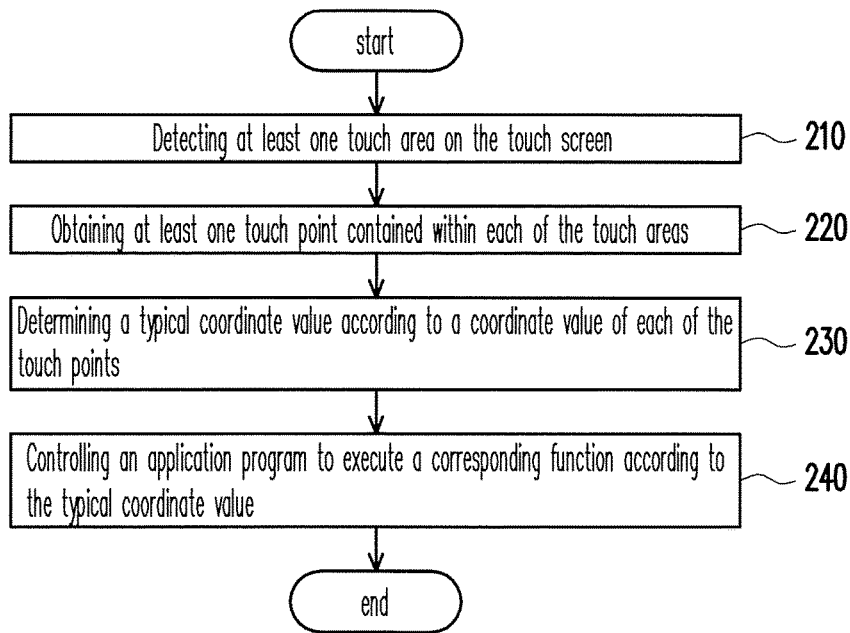 start
Detecting at least one touch area on the touch screen
210
Obtaining at least one touch point contained within each of the touch areas
220
Determining a typical coordinate value according to a coordinate value of each of the
touch points
230
Controlling an application program to execute a corresponding function according to
the typical coordinate value
240
end